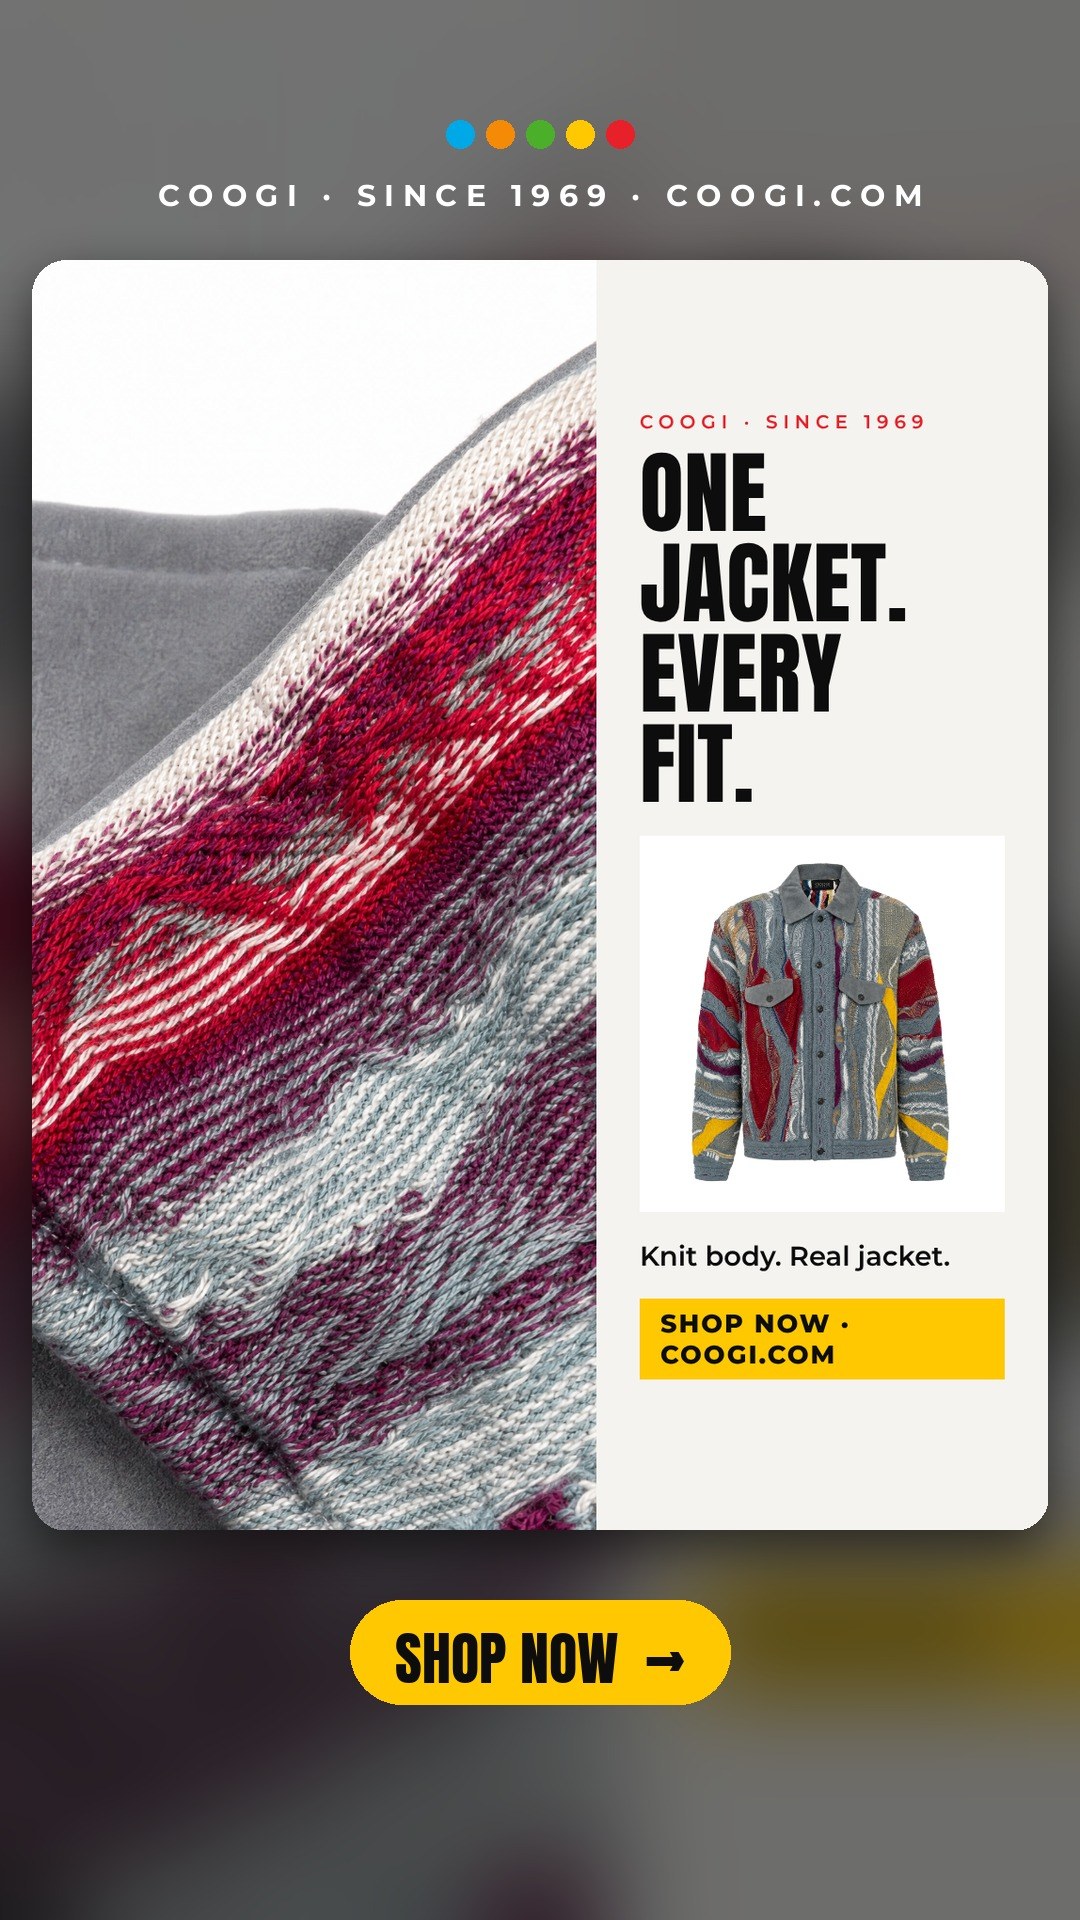 COOGI · SINCE 1969 · COOGI.COM
COOGI · SINCE 1969
ONE
JACKET.
EVERY
FIT.
Knit body. Real jacket.
SHOP NOW ·
COOGI.COM
SHOP NOW →